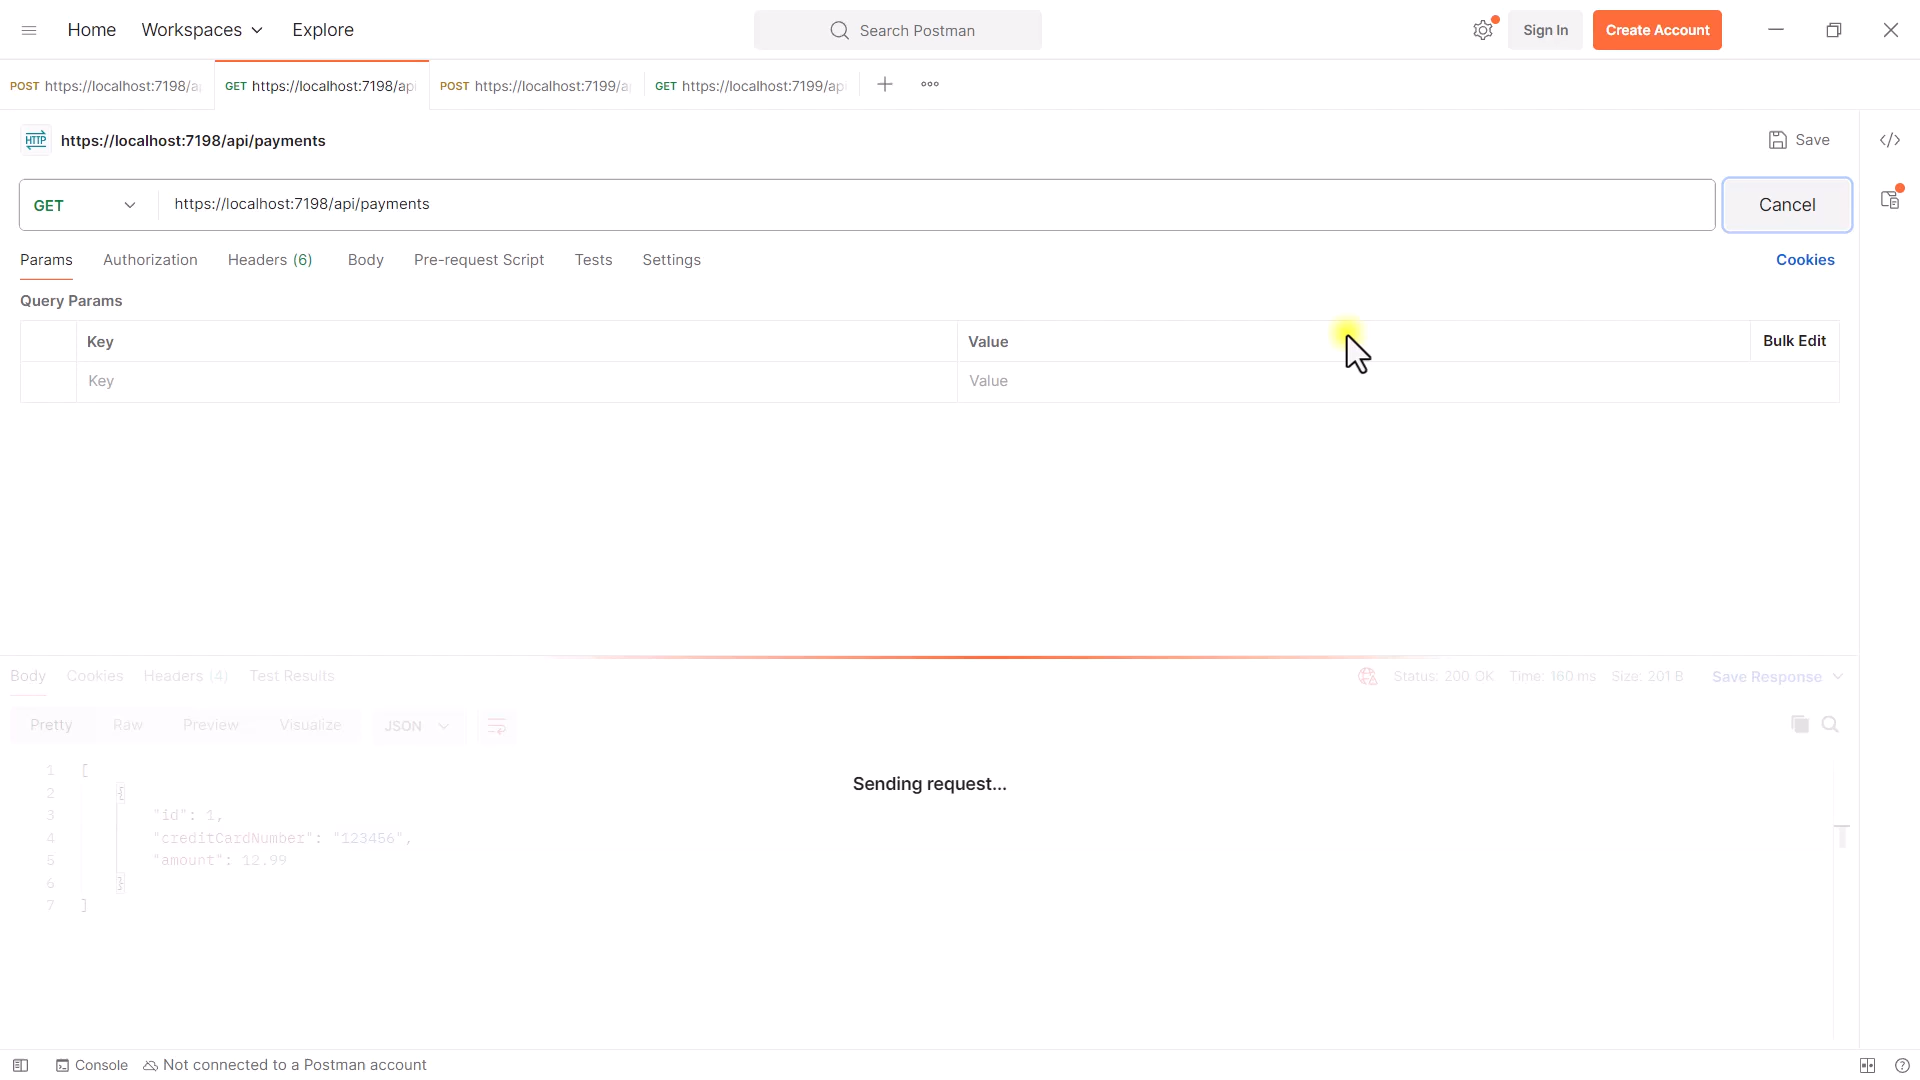 Home Workspaces Explore Search Postman Sign In Create Account
POST https://localhost:7198/a GET https://localhost:7198/api POST https://localhost:7199/a GET https://localhost:7199/api
HTTP https://localhost:7198/api/payments Save </>
GET https://localhost:7198/api/payments Cancel
Params Authorization Headers (6) Body Pre-request Script Tests Settings Cookies
Query Params
Key Value Bulk Edit
Key Value
Body Cookies Headers (4) Test Results Status: 200 OK Time: 160 ms Size: 201 B Save Response
Pretty Raw Preview Visualize JSON
1 [
Sending request...
2 {
3 "id": 1,
4 "creditCardNumber": "123456",
5 "amount": 12.99
6 }
7 ]
Console Not connected to a Postman account